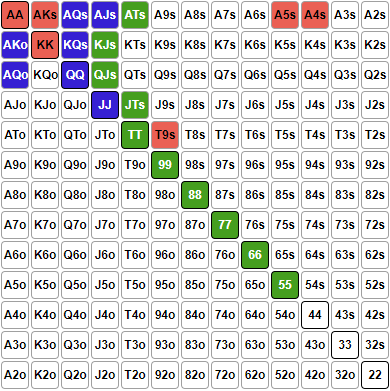 AA AKs AQs AJs ATs A9s A8s A7s A6s A5s A4s A3s A2s
AKo KK KQs KJs KTs K9s K8s K7s K6s K5s K4s K3s K2s
AQo KQo QQ QJs QTs Q9s Q8s Q7s Q6s Q5s Q4s Q3s Q2s
AJo KJo QJo JJ JTs J9s J8s J7s J6s J5s J4s J3s J2s
ATo KTo QTo JTo TT T9s T8s T7s T6s T5s T4s T3s T2s
A9o K9o Q9o J9o T9o 99 98s 97s 96s 95s 94s 93s 92s
A8o K8o Q8o J8o T8o 98o 88 87s 86s 85s 84s 83s 82s
A7o K7o Q7o J7o T7o 97o 87o 77 76s 75s 74s 73s 72s
A6o K6o Q6o J6o T6o 96o 86o 76o 66 65s 64s 63s 62s
A5o K5o Q5o J5o T5o 95o 85o 75o 65o 55 54s 53s 52s
A4o K4o Q4o J4o T4o 94o 84o 74o 64o 54o 44 43s 42s
A3o K3o Q3o J3o T3o 93o 83o 73o 63o 53o 43o 33 32s
A2o K2o Q2o J2o T2o 92o 82o 72o 62o 52o 42o 32o 22